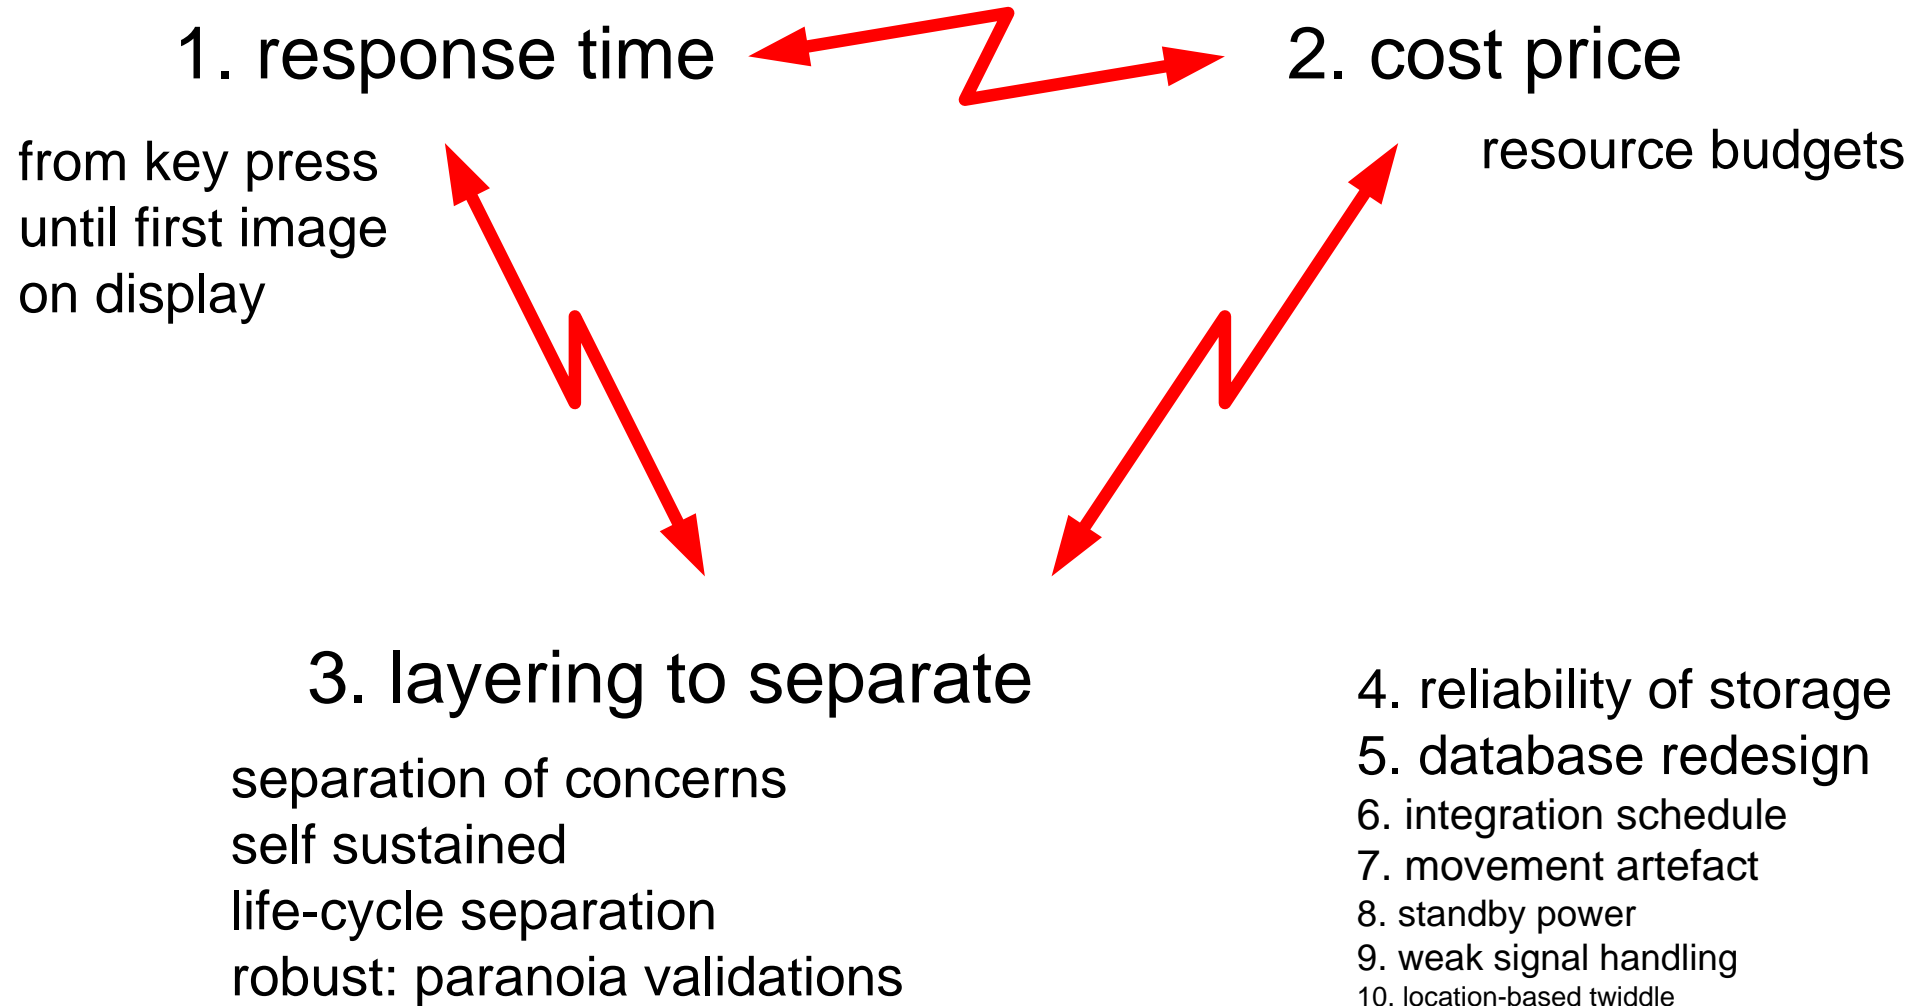 1. response time
2. cost price
from key press
until first image
on display
resource budgets
3. layering to separate
separation of concerns
self sustained
life-cycle separation
robust: paranoia validations
4. reliability of storage
5. database redesign
6. integration schedule
7. movement artefact
8. standby power
9. weak signal handling
10. location-based twiddle